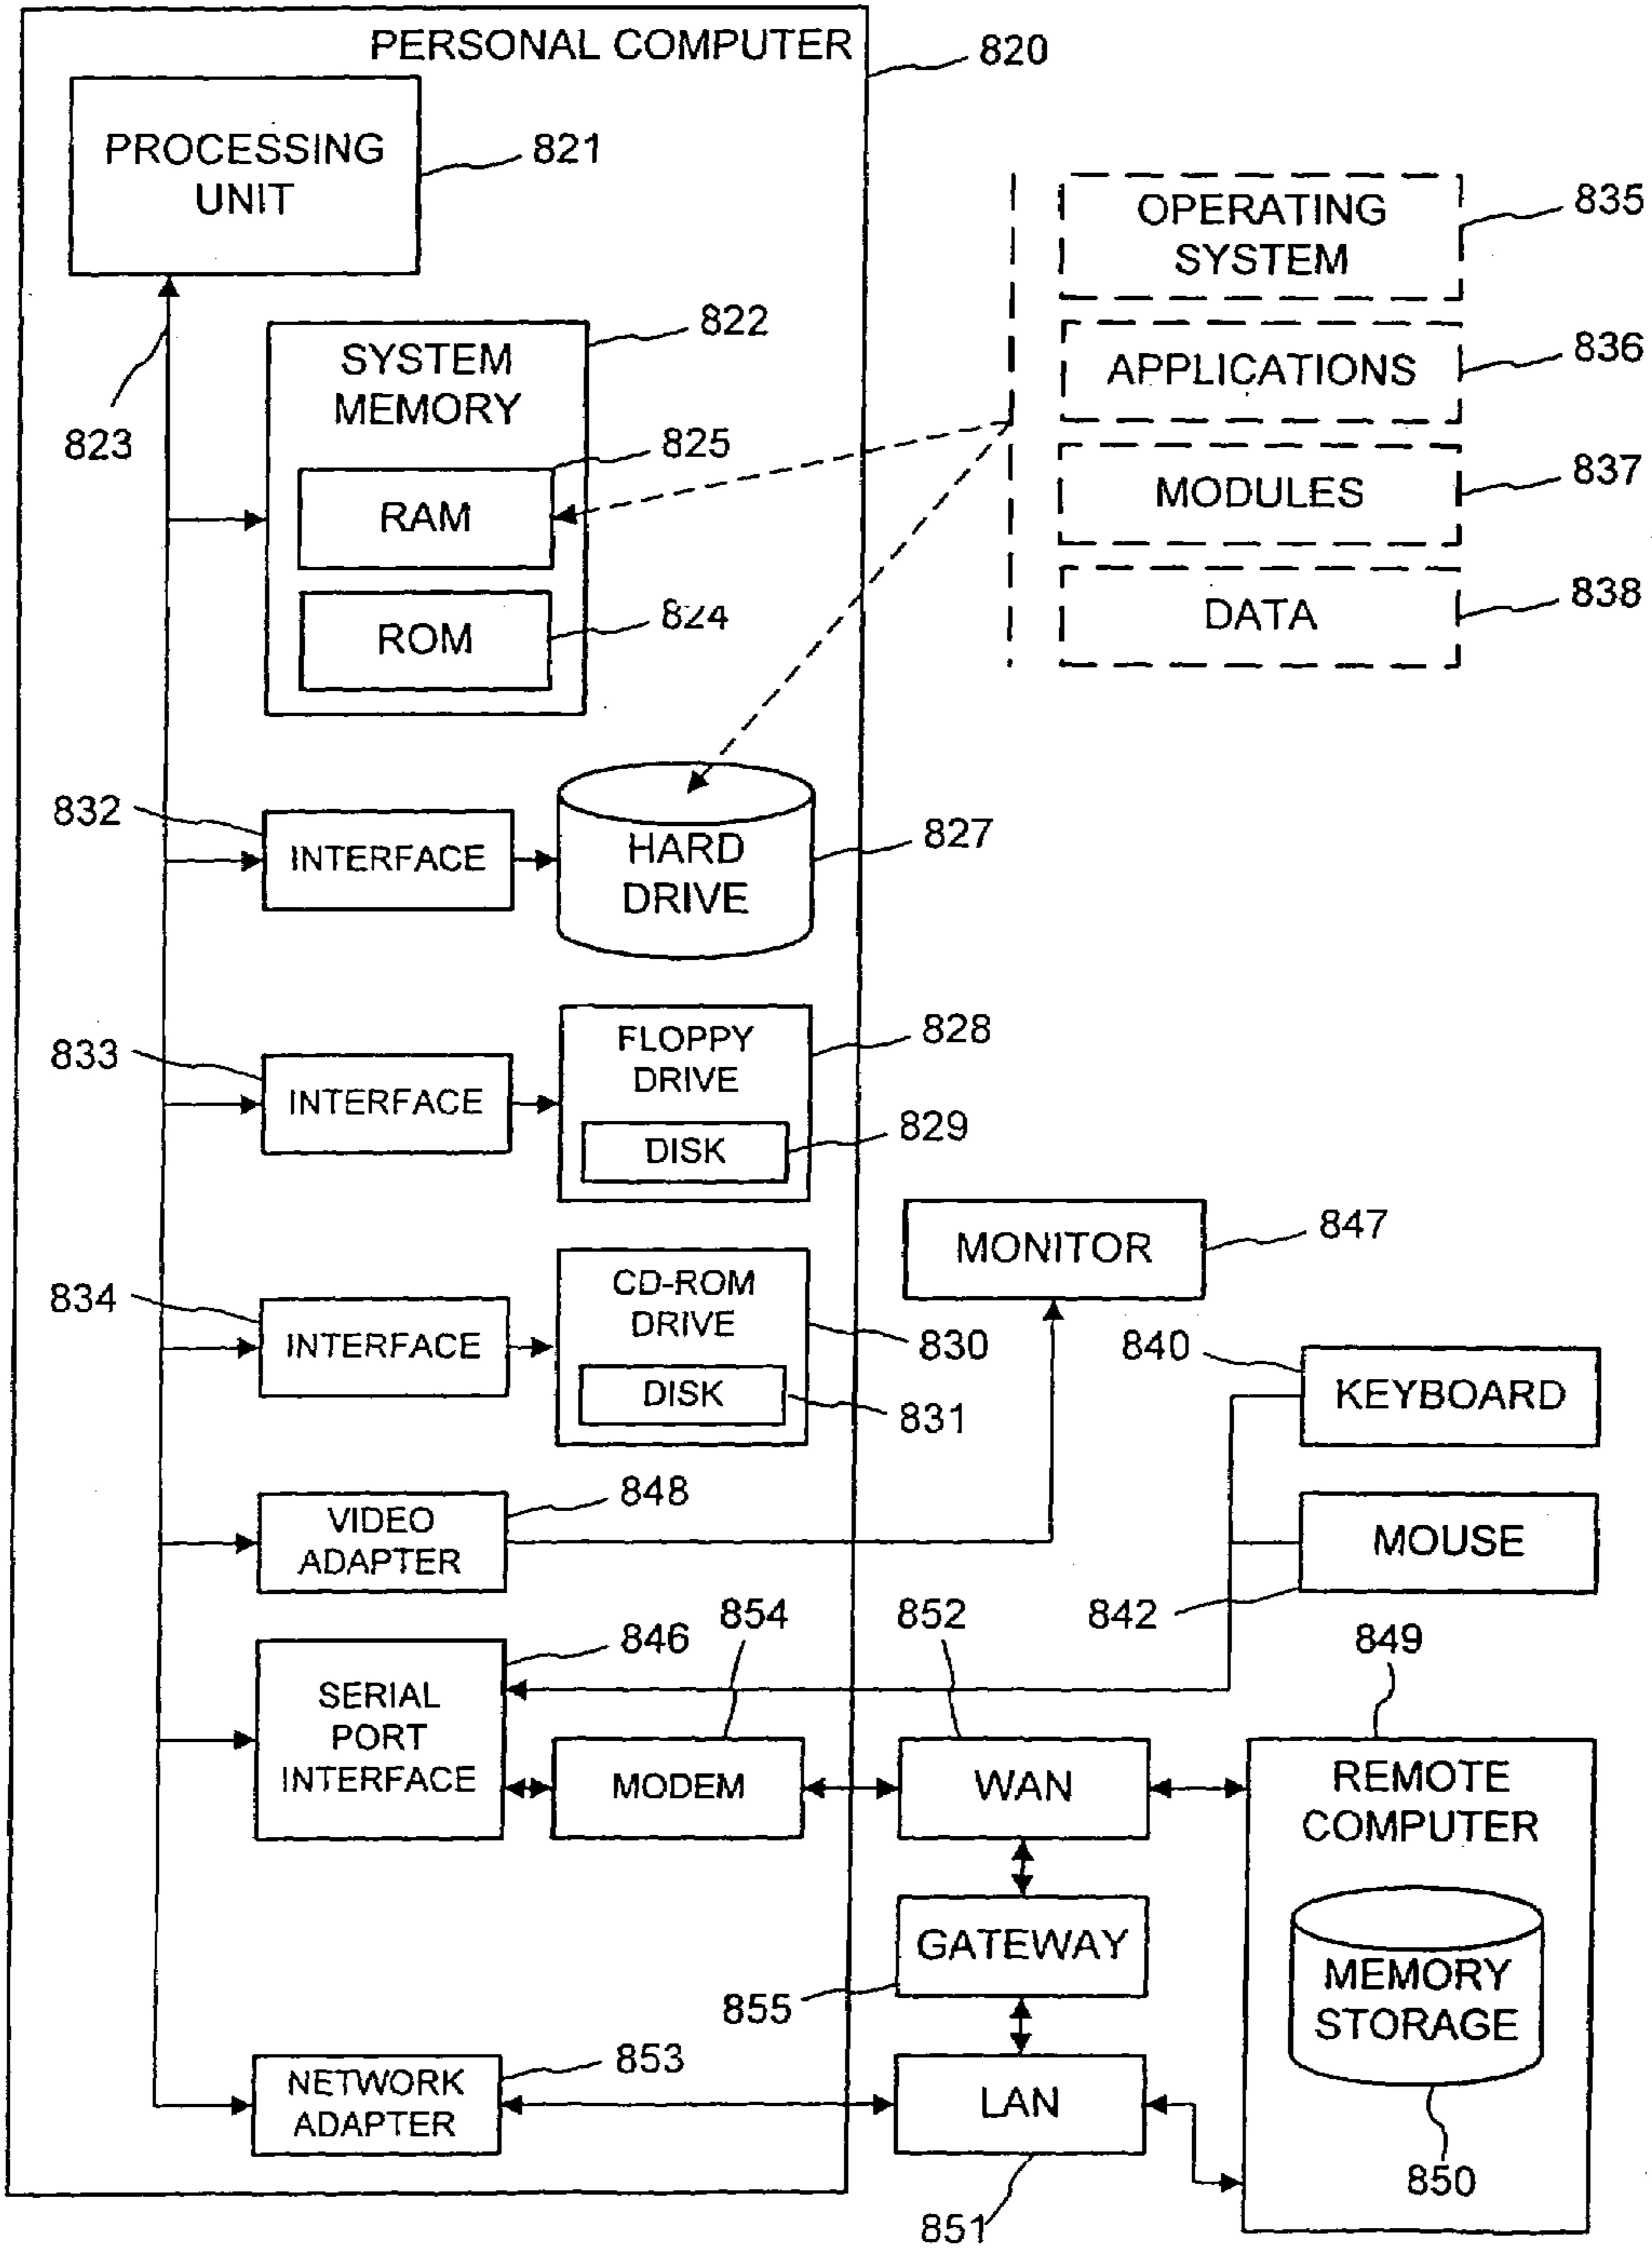 PERSONAL COMPUTER
820
PROCESSING
UNIT
821
OPERATING
SYSTEM
835
822
SYSTEM
MEMORY
823
APPLICATIONS
836
825
RAM
MODULES
837
824
ROM
DATA
838
832
INTERFACE
HARD
DRIVE
827
833
INTERFACE
FLOPPY
DRIVE
828
DISK
829
MONITOR
847
834
INTERFACE
CD-ROM
DRIVE
830
DISK
831
840
KEYBOARD
848
VIDEO
ADAPTER
MOUSE
842
846
SERIAL
PORT
INTERFACE
854
MODEM
852
WAN
849
REMOTE
COMPUTER
GATEWAY
855
MEMORY
STORAGE
850
853
NETWORK
ADAPTER
LAN
851